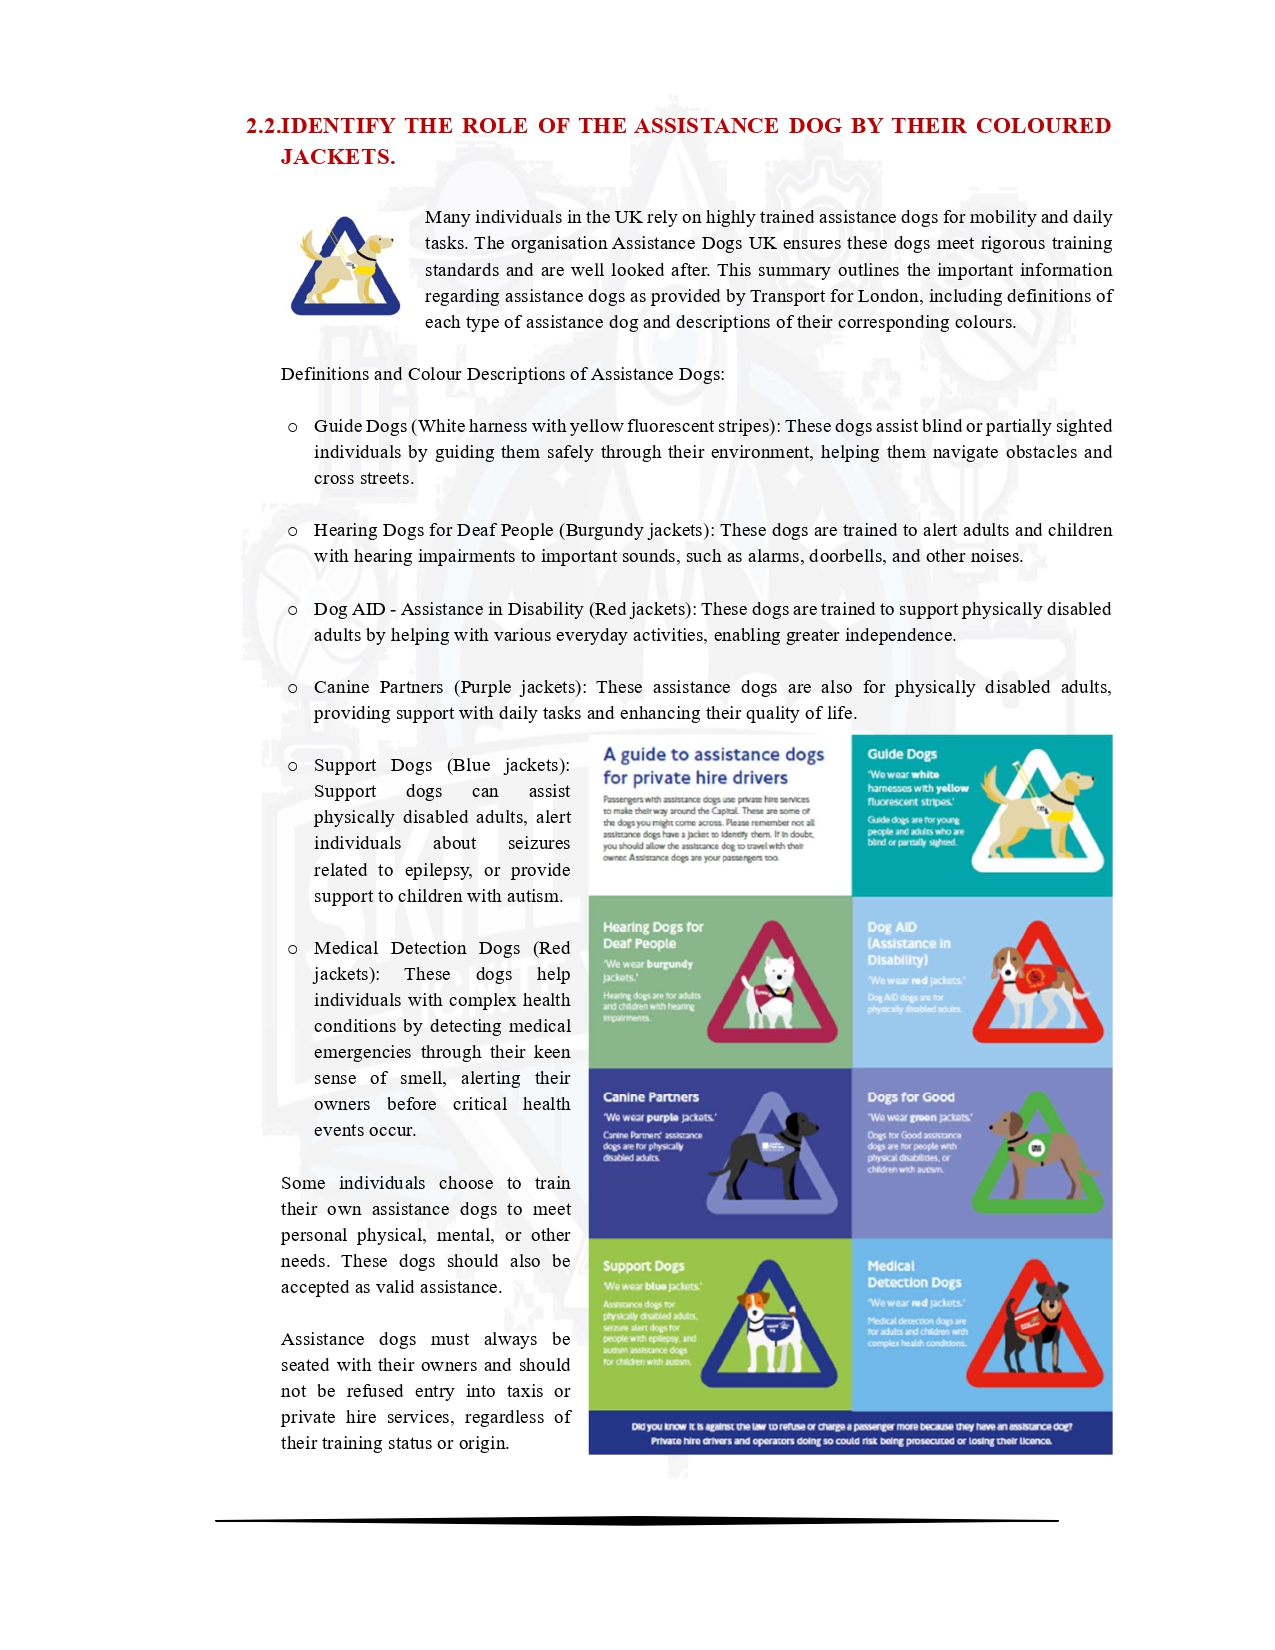 2.2.IDENTIFY THE ROLE OF THE ASSISTANCE DOG BY THEIR COLOURED
JACKETS.
Many individuals in the UK rely on highly trained assistance dogs for mobility and daily
tasks. The organisation Assistance Dogs UK ensures these dogs meet rigorous training
standards and are well looked after. This summary outlines the important information
regarding assistance dogs as provided by Transport for London, including definitions of
each type of assistance dog and descriptions of their corresponding colours.
Definitions and Colour Descriptions of Assistance Dogs:
o Guide Dogs (White harness with yellow fluorescent stripes): These dogs assist blind or partially sighted
individuals by guiding them safely through their environment, helping them navigate obstacles and
cross streets.
o Hearing Dogs for Deaf People (Burgundy jackets): These dogs are trained to alert adults and children
with hearing impairments to important sounds, such as alarms, doorbells, and other noises.
o Dog AID - Assistance in Disability (Red jackets): These dogs are trained to support physically disabled
adults by helping with various everyday activities, enabling greater independence.
o Canine Partners (Purple jackets): These assistance dogs are also for physically disabled adults,
providing support with daily tasks and enhancing their quality of life.
o Support Dogs (Blue jackets):
Support dogs can assist
physically disabled adults, alert
individuals about seizures
related to epilepsy, or provide
support to children with autism.
o Medical Detection Dogs (Red
jackets): These dogs help
individuals with complex health
conditions by detecting medical
emergencies through their keen
sense of smell, alerting their
owners before critical health
events occur.
Some individuals choose to train
their own assistance dogs to meet
personal physical, mental, or other
needs. These dogs should also be
accepted as valid assistance.
Assistance dogs must always be
seated with their owners and should
not be refused entry into taxis or
private hire services, regardless of
their training status or origin.
A guide to assistance dogs
for private hire drivers
Passengers with assistance dogs use private hire services
to make their way around the Capital. These are some of
the dogs you might come across. Please remember not all
assistance dogs have a jacket to identify them. If in doubt,
you should allow the assistance dog to travel with their
owner. Assistance dogs are your passengers too.
Guide Dogs
'We wear white
harnesses with yellow
fluorescent stripes.'
Guide dogs are for young
people and adults who are
blind or partially sighted.
Hearing Dogs for
Deaf People
'We wear burgundy
jackets.'
Hearing dogs are for adults
and children with hearing
impairments.
Dog AID
(Assistance in
Disability)
'We wear red jackets.'
Dog AID dogs are for
physically disabled adults.
Canine Partners
'We wear purple jackets.'
Canine Partners' assistance
dogs are for physically
disabled adults.
Dogs for Good
'We wear green jackets.'
Dogs for Good assistance
dogs are for people with
physical disabilities, or
children with autism.
Support Dogs
'We wear blue jackets.'
Assistance dogs for
physically disabled adults,
seizure alert dogs for
people with epilepsy, and
autism assistance dogs
for children with autism.
Medical
Detection Dogs
'We wear red jackets.'
Medical detection dogs are
for adults and children with
complex health conditions.
Did you know it is against the law to refuse or charge a passenger more because they have an assistance dog?
Private hire drivers and operators doing so could risk being prosecuted or losing their licence.